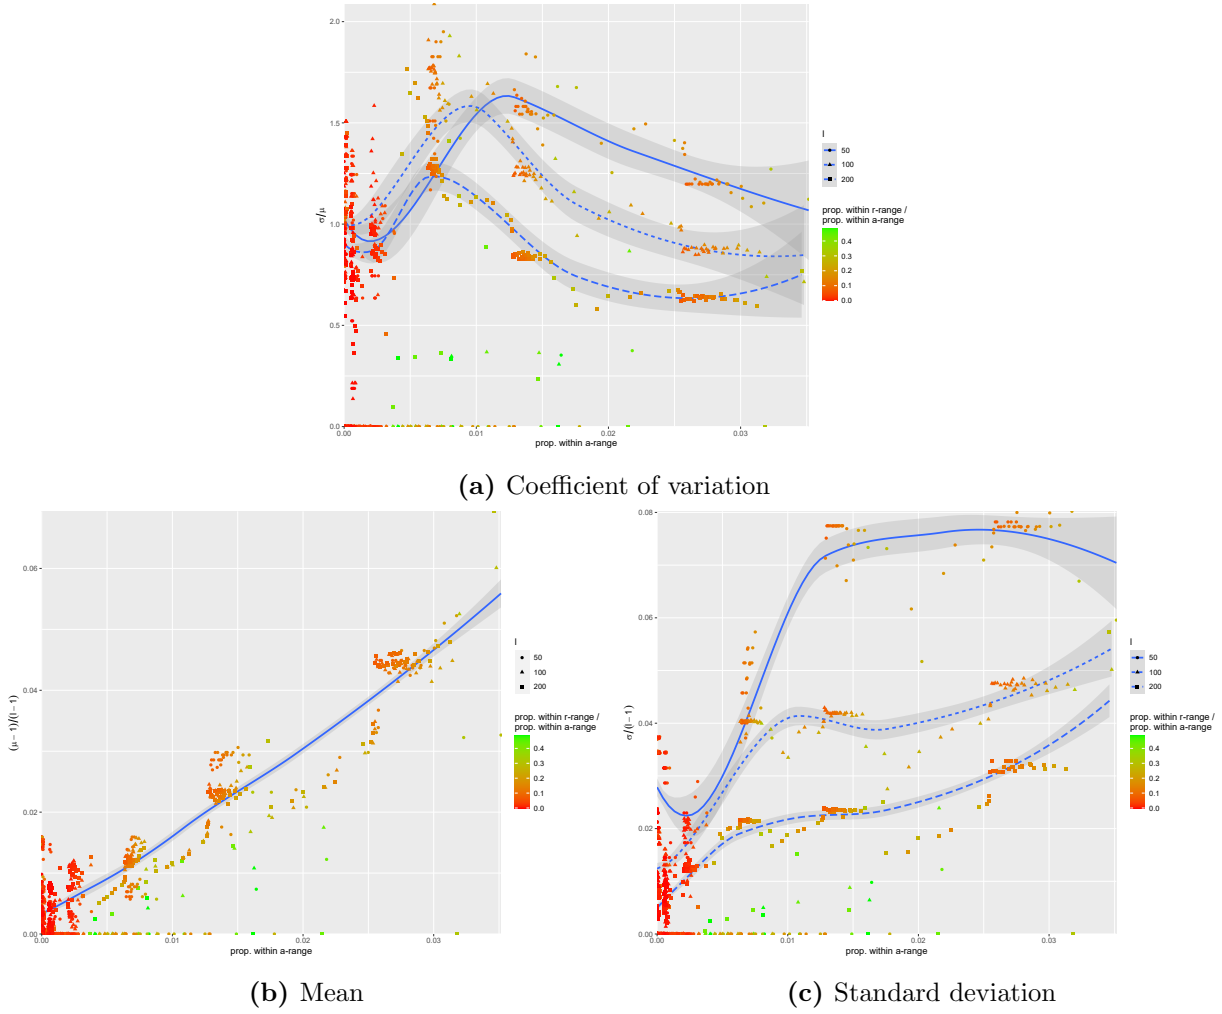 2.0
1.5
1.0
0.5
0.0
σ/μ
0.00 0.01 0.02 0.03
prop. within a-range
l
50
100
200
prop. within r-range /
prop. within a-range
0.4
0.3
0.2
0.1
0.0
(a) Coefficient of variation
0.06
0.04
0.02
0.00
(μ − 1)/(l − 1)
0.00 0.01 0.02 0.03
prop. within a-range
l
50
100
200
prop. within r-range /
prop. within a-range
0.4
0.3
0.2
0.1
0.0
(b) Mean
0.08
0.06
0.04
0.02
0.00
σ/(l − 1)
0.00 0.01 0.02 0.03
prop. within a-range
l
50
100
200
prop. within r-range /
prop. within a-range
0.4
0.3
0.2
0.1
0.0
(c) Standard deviation